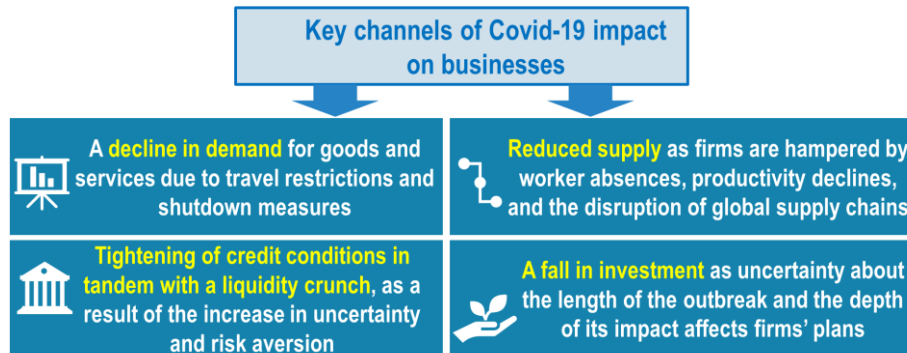 Key channels of Covid-19 impact
on businesses
A decline in demand for goods and
services due to travel restrictions and
shutdown measures
Reduced supply as firms are hampered by
worker absences, productivity declines,
and the disruption of global supply chains
Tightening of credit conditions in
tandem with a liquidity crunch, as a
result of the increase in uncertainty
and risk aversion
A fall in investment as uncertainty about
the length of the outbreak and the depth
of its impact affects firms’ plans